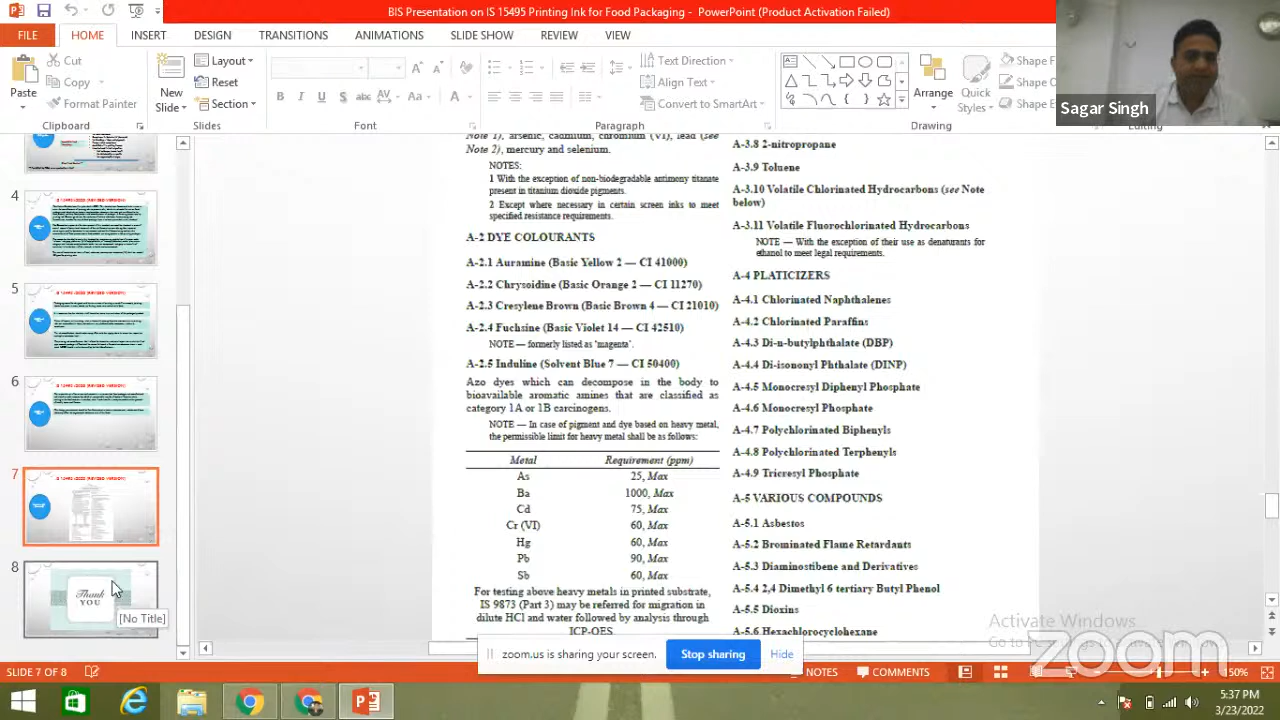 BIS Presentation on IS 15495 Printing Ink for Food Packaging - PowerPoint (Product Activation Failed)
FILE HOME INSERT DESIGN TRANSITIONS ANIMATIONS SLIDE SHOW REVIEW VIEW
Paste
Cut
Copy
Format Painter
Clipboard
New
Slide
Layout
Reset
Section
Slides
B I U S abc AV Aa A
Font
Paragraph
Text Direction
Align Text
Convert to SmartArt
Arrange
Quick
Styles
Shape F
Shape O
Shape E
Drawing
Editing
Sagar Singh
4
5
6
7
8
Thank
YOU
[No Title]
Note 1), arsenic, cadmium, chromium (VI), lead (see
Note 2), mercury and selenium.
NOTES:
1 With the exception of non-biodegradable antimony titanate
present in titanium dioxide pigments.
2 Except where necessary in certain screen inks to meet
specified resistance requirements.
A-2 DYE COLOURANTS
A-2.1 Auramine (Basic Yellow 2 — CI 41000)
A-2.2 Chrysoidine (Basic Orange 2 — CI 11270)
A-2.3 Cresylene Brown (Basic Brown 4 — CI 21010)
A-2.4 Fuchsine (Basic Violet 14 — CI 42510)
NOTE — formerly listed as ‘magenta’.
A-2.5 Induline (Solvent Blue 7 — CI 50400)
Azo dyes which can decompose in the body to
bioavailable aromatic amines that are classified as
category 1A or 1B carcinogens.
NOTE — In case of pigment and dye based on heavy metal,
the permissible limit for heavy metal shall be as follows:
Metal Requirement (ppm)
As 25, Max
Ba 1000, Max
Cd 75, Max
Cr (VI) 60, Max
Hg 60, Max
Pb 90, Max
Sb 60, Max
For testing above heavy metals in printed substrate,
IS 9873 (Part 3) may be referred for migration in
dilute HCl and water followed by analysis through
ICP-OES
A-3.8 2-nitropropane
A-3.9 Toluene
A-3.10 Volatile Chlorinated Hydrocarbons (see Note
below)
A-3.11 Volatile Fluorochlorinated Hydrocarbons
NOTE — With the exception of their use as denaturants for
ethanol to meet legal requirements.
A-4 PLATICIZERS
A-4.1 Chlorinated Naphthalenes
A-4.2 Chlorinated Paraffins
A-4.3 Di-n-butylphthalate (DBP)
A-4.4 Di-isononyl Phthalate (DINP)
A-4.5 Monocresyl Diphenyl Phosphate
A-4.6 Monocresyl Phosphate
A-4.7 Polychlorinated Biphenyls
A-4.8 Polychlorinated Terphenyls
A-4.9 Tricresyl Phosphate
A-5 VARIOUS COMPOUNDS
A-5.1 Asbestos
A-5.2 Brominated Flame Retardants
A-5.3 Diaminostibene and Derivatives
A-5.4 2,4 Dimethyl 6 tertiary Butyl Phenol
A-5.5 Dioxins
A-5.6 Hexachlorocyclohexane
Activate Windows
zoom
zoom.us is sharing your screen. Stop sharing Hide
SLIDE 7 OF 8 NOTES COMMENTS 150%
5:37 PM
3/23/2022